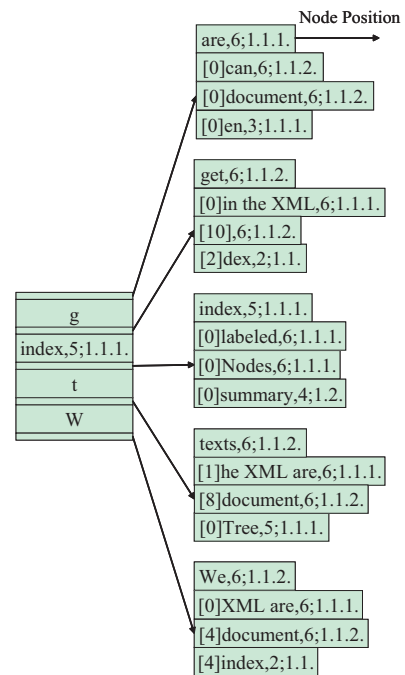 Node Position
are,6;1.1.1.
[0]can,6;1.1.2.
[0]document,6;1.1.2.
[0]en,3;1.1.1.
get,6;1.1.2.
[0]in the XML,6;1.1.1.
[10],6;1.1.2.
[2]dex,2;1.1.
g
index,5;1.1.1.
t
W
index,5;1.1.1.
[0]labeled,6;1.1.1.
[0]Nodes,6;1.1.1.
[0]summary,4;1.2.
texts,6;1.1.2.
[1]he XML are,6;1.1.1.
[8]document,6;1.1.2.
[0]Tree,5;1.1.1.
We,6;1.1.2.
[0]XML are,6;1.1.1.
[4]document,6;1.1.2.
[4]index,2;1.1.